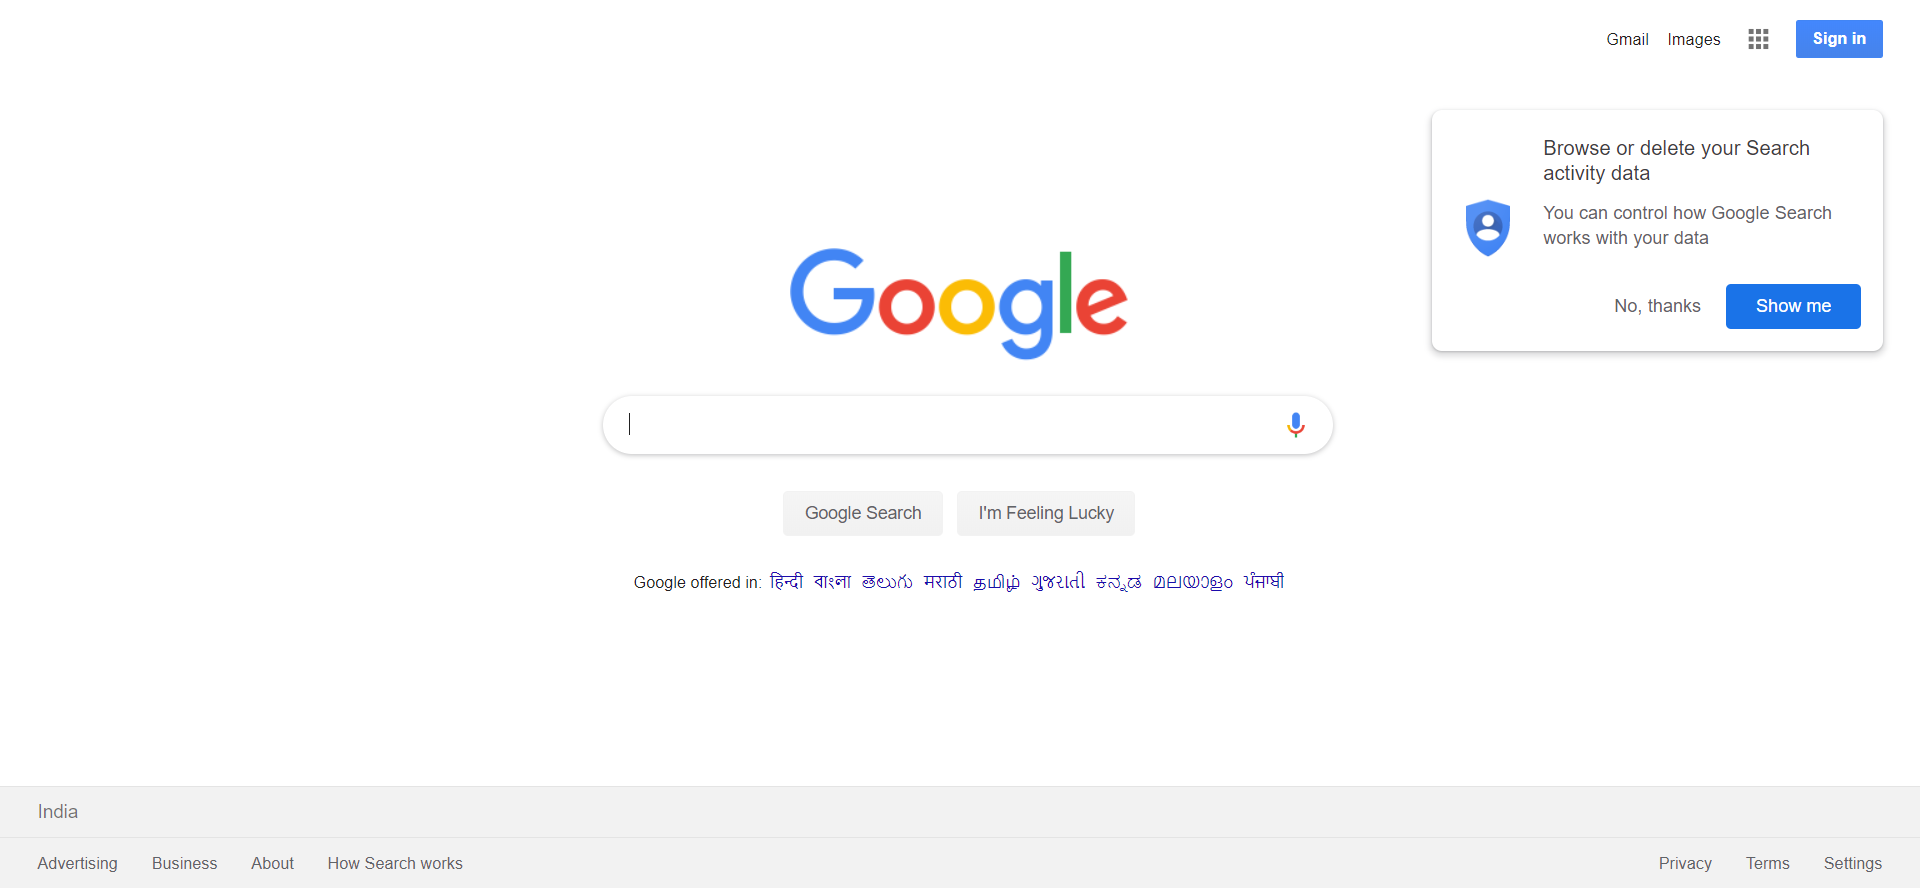 Gmail Images Sign in
Browse or delete your Search
activity data
You can control how Google Search
works with your data
No, thanks Show me
Google
Google Search I'm Feeling Lucky
Google offered in: हिन्दी বাংলা తెలుగు मराठी தமிழ் ગુજરાતી ಕನ್ನಡ മലയാളം ਪੰਜਾਬੀ
India
Advertising Business About How Search works Privacy Terms Settings